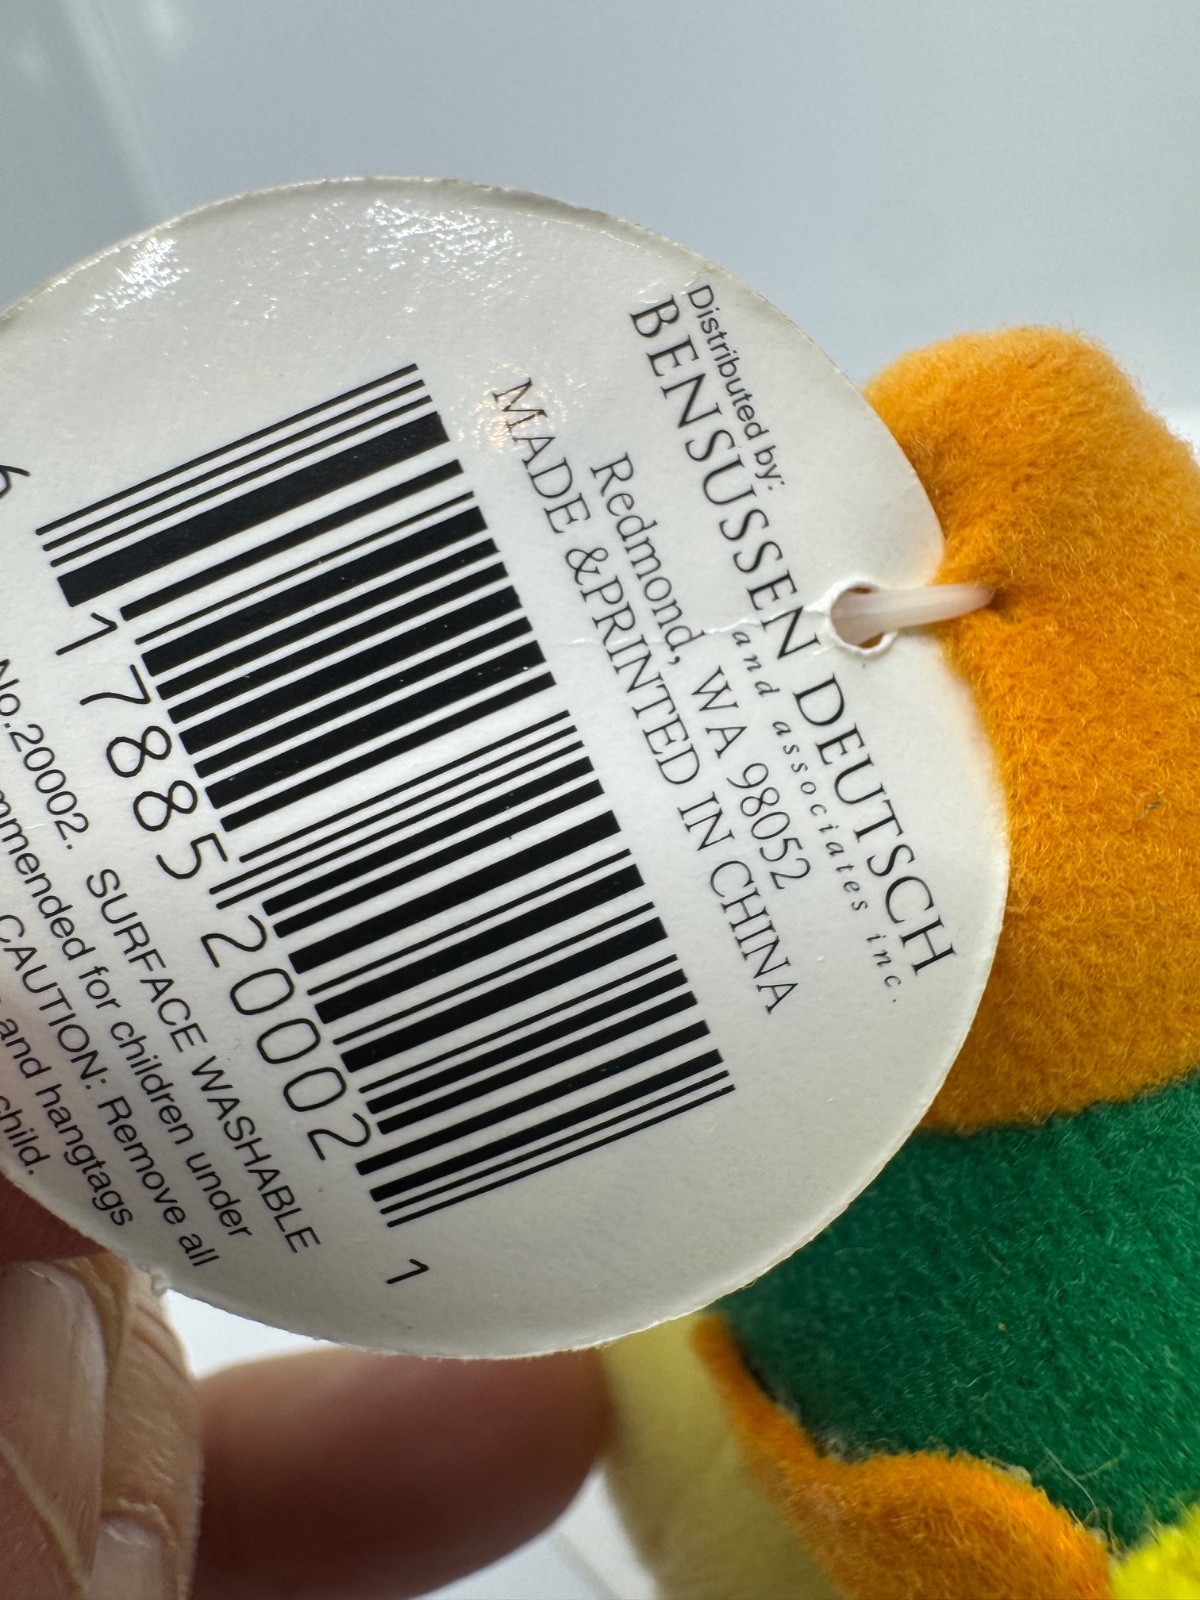 Distributed by:
BENSUSSEN DEUTSCH
and associates inc.
Redmond, WA 98052
MADE &PRINTED IN CHINA
6 17885 20002 1
No.20002. SURFACE WASHABLE
for children under
CAUTION: Remove all
and hangtags
child.